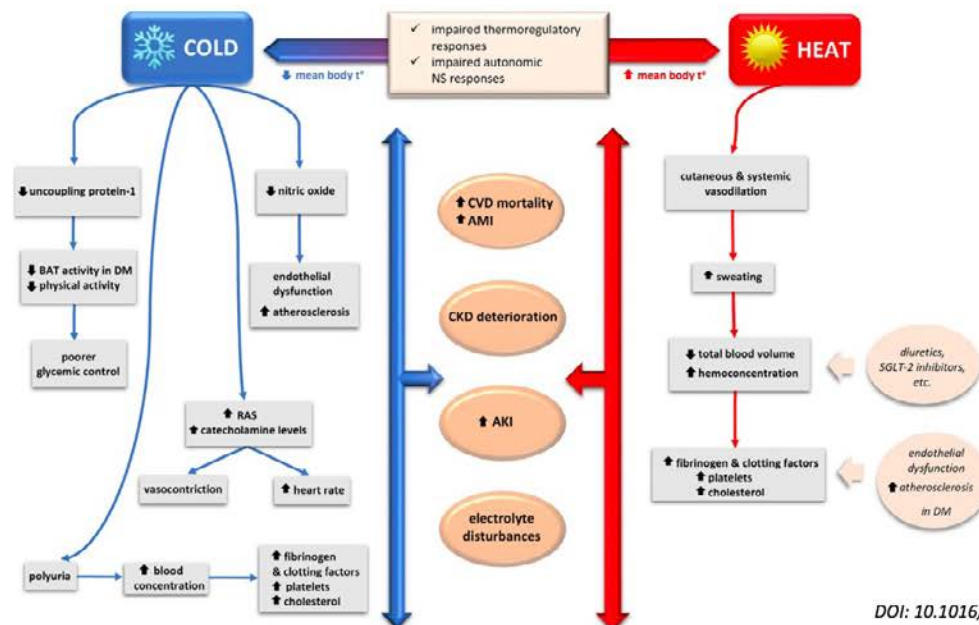 COLD
✓ impaired thermoregulatory
responses
✓ impaired autonomic
NS responses
HEAT
⬇ mean body t°
⬆ mean body t°
⬇ uncoupling protein-1
⬇ nitric oxide
cutaneous & systemic
vasodilation
⬆ CVD mortality
⬆ AMI
⬇ BAT activity in DM
⬇ physical activity
endothelial
dysfunction
⬆ atherosclerosis
⬆ sweating
CKD deterioration
poorer
glycemic control
⬇ total blood volume
⬆ hemoconcentration
diuretics,
SGLT-2 inhibitors,
etc.
⬆ RAS
⬆ catecholamine levels
⬆ AKI
vasocontriction
⬆ heart rate
⬆ fibrinogen & clotting factors
⬆ platelets
⬆ cholesterol
endothelial
dysfunction
⬆ atherosclerosis
in DM
electrolyte
disturbances
polyuria
⬆ blood
concentration
⬆ fibrinogen
& clotting factors
⬆ platelets
⬆ cholesterol
DOI: 10.1016/